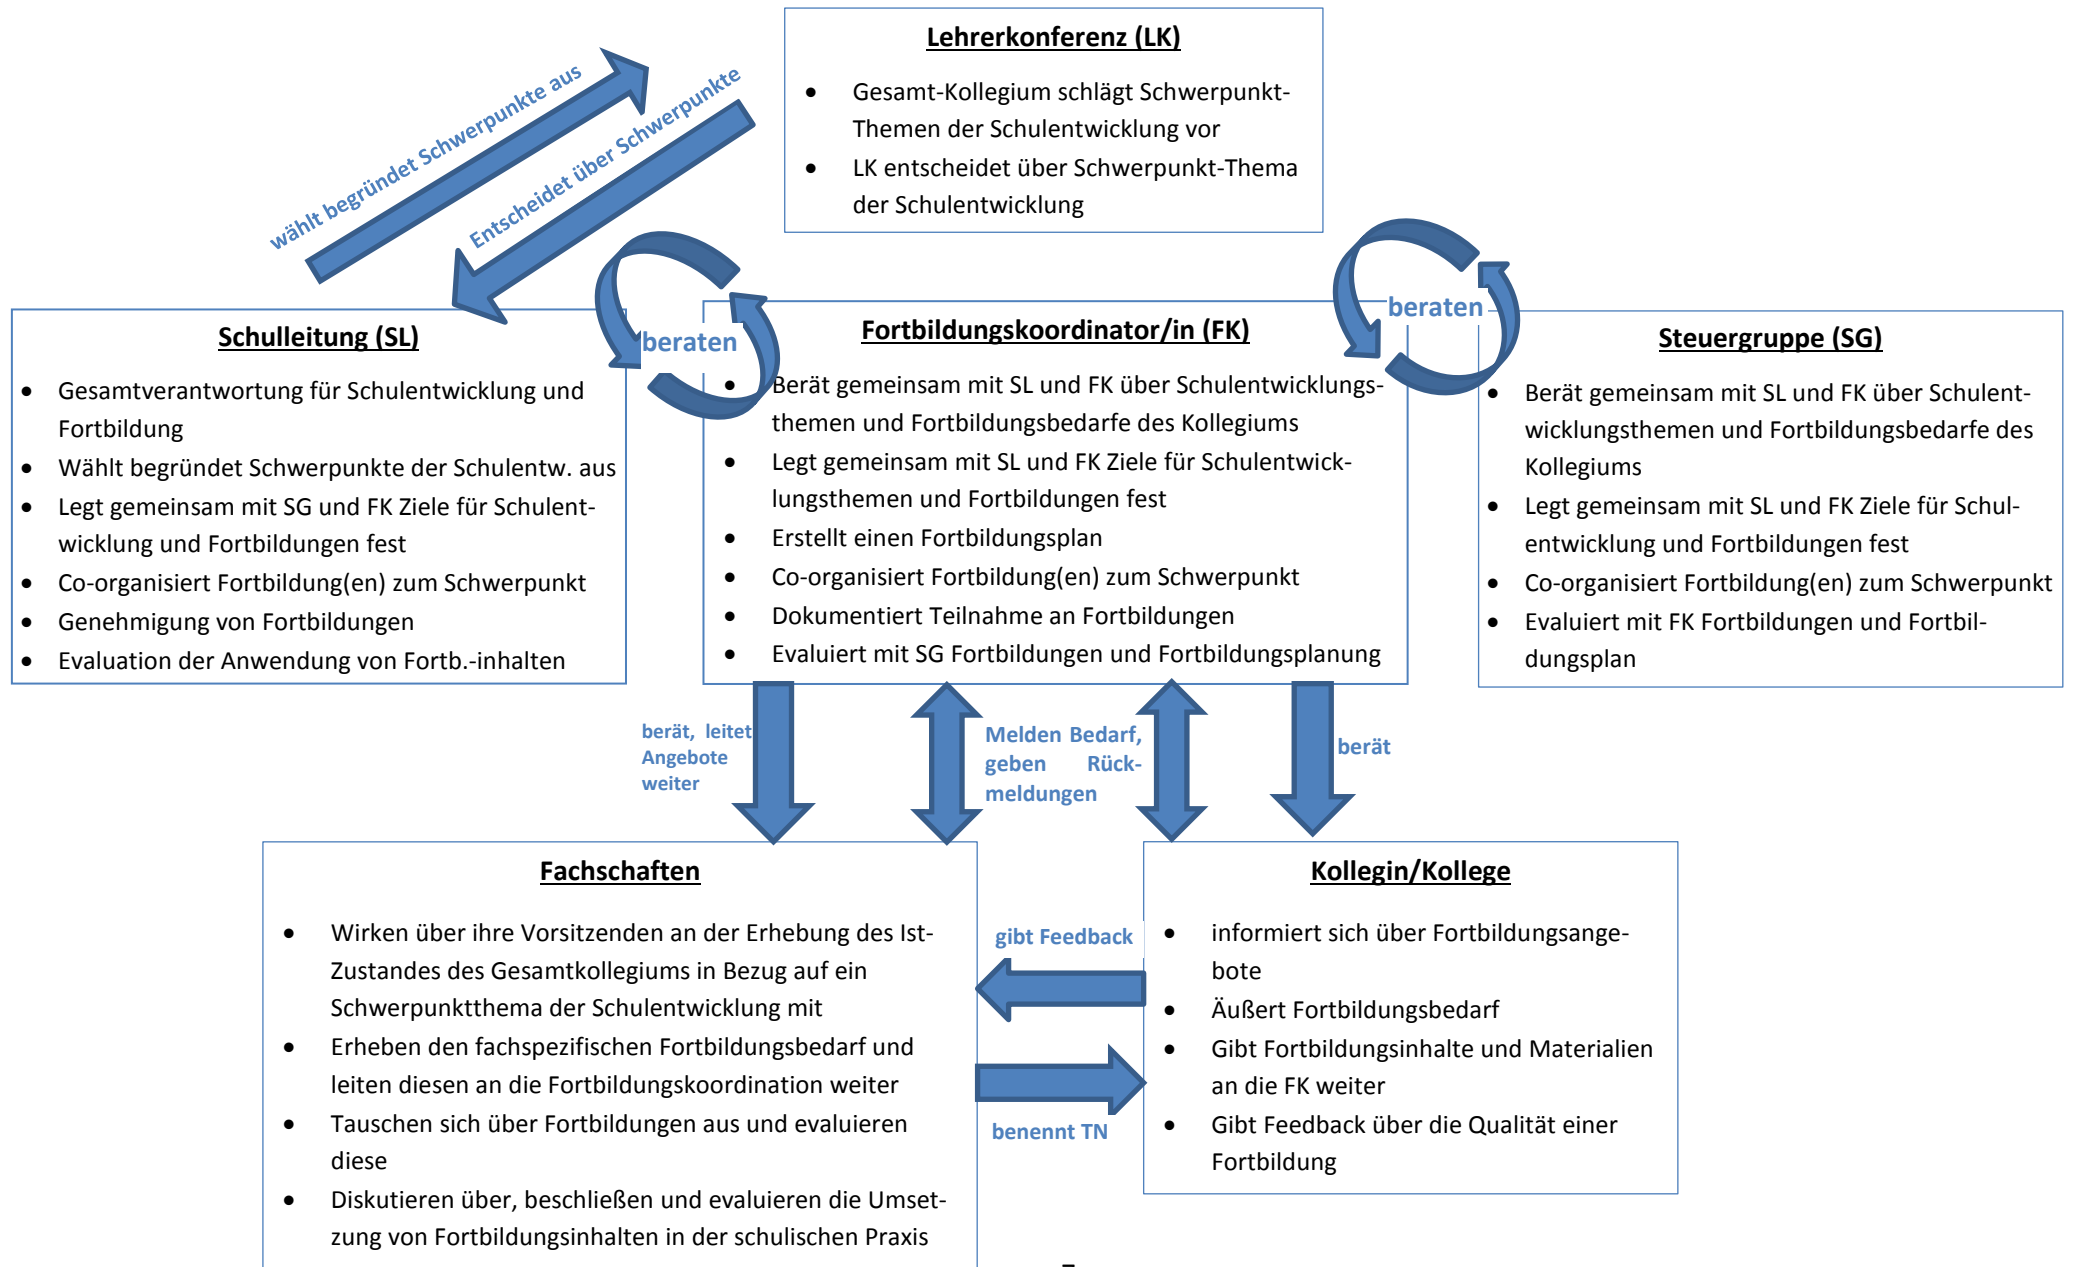 Lehrerkonferenz (LK)
• Gesamt-Kollegium schlägt Schwerpunkt-
Themen der Schulentwicklung vor
• LK entscheidet über Schwerpunkt-Thema
der Schulentwicklung
wählt begründet Schwerpunkte aus
Entscheidet über Schwerpunkte
Schulleitung (SL)
• Gesamtverantwortung für Schulentwicklung und
Fortbildung
• Wählt begründet Schwerpunkte der Schulentw. aus
• Legt gemeinsam mit SG und FK Ziele für Schulent-
wicklung und Fortbildungen fest
• Co-organisiert Fortbildung(en) zum Schwerpunkt
• Genehmigung von Fortbildungen
• Evaluation der Anwendung von Fortb.-inhalten
beraten
Fortbildungskoordinator/in (FK)
• Berät gemeinsam mit SL und FK über Schulentwicklungs-
themen und Fortbildungsbedarfe des Kollegiums
• Legt gemeinsam mit SL und FK Ziele für Schulentwick-
lungsthemen und Fortbildungen fest
• Erstellt einen Fortbildungsplan
• Co-organisiert Fortbildung(en) zum Schwerpunkt
• Dokumentiert Teilnahme an Fortbildungen
• Evaluiert mit SG Fortbildungen und Fortbildungsplanung
beraten
Steuergruppe (SG)
• Berät gemeinsam mit SL und FK über Schulent-
wicklungsthemen und Fortbildungsbedarfe des
Kollegiums
• Legt gemeinsam mit SL und FK Ziele für Schul-
entwicklung und Fortbildungen fest
• Co-organisiert Fortbildung(en) zum Schwerpunkt
• Evaluiert mit FK Fortbildungen und Fortbil-
dungsplan
berät, leitet
Angebote
weiter
Melden Bedarf,
geben Rück-
meldungen
berät
Fachschaften
• Wirken über ihre Vorsitzenden an der Erhebung des Ist-
Zustandes des Gesamtkollegiums in Bezug auf ein
Schwerpunktthema der Schulentwicklung mit
• Erheben den fachspezifischen Fortbildungsbedarf und
leiten diesen an die Fortbildungskoordination weiter
• Tauschen sich über Fortbildungen aus und evaluieren
diese
• Diskutieren über, beschließen und evaluieren die Umset-
zung von Fortbildungsinhalten in der schulischen Praxis
gibt Feedback
benennt TN
Kollegin/Kollege
• informiert sich über Fortbildungsange-
bote
• Äußert Fortbildungsbedarf
• Gibt Fortbildungsinhalte und Materialien
an die FK weiter
• Gibt Feedback über die Qualität einer
Fortbildung